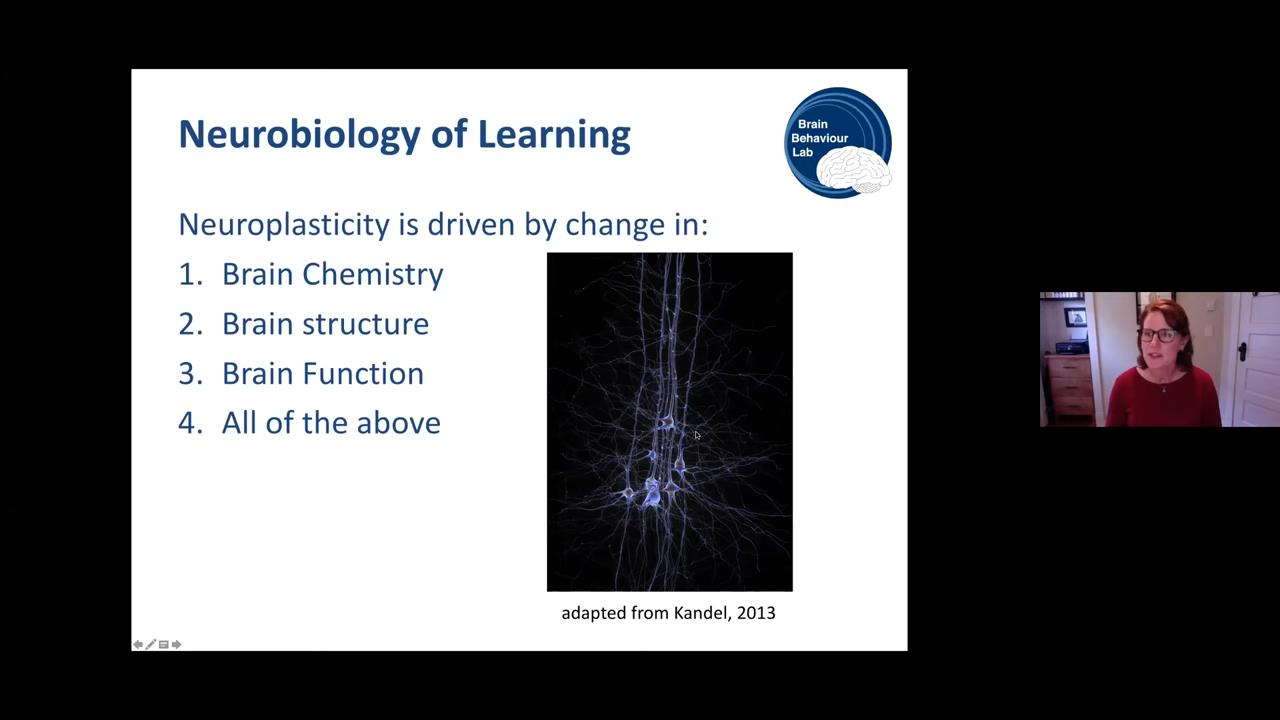 Neurobiology of Learning
Brain
Behaviour
Lab
Neuroplasticity is driven by change in:
1. Brain Chemistry
2. Brain structure
3. Brain Function
4. All of the above
adapted from Kandel, 2013